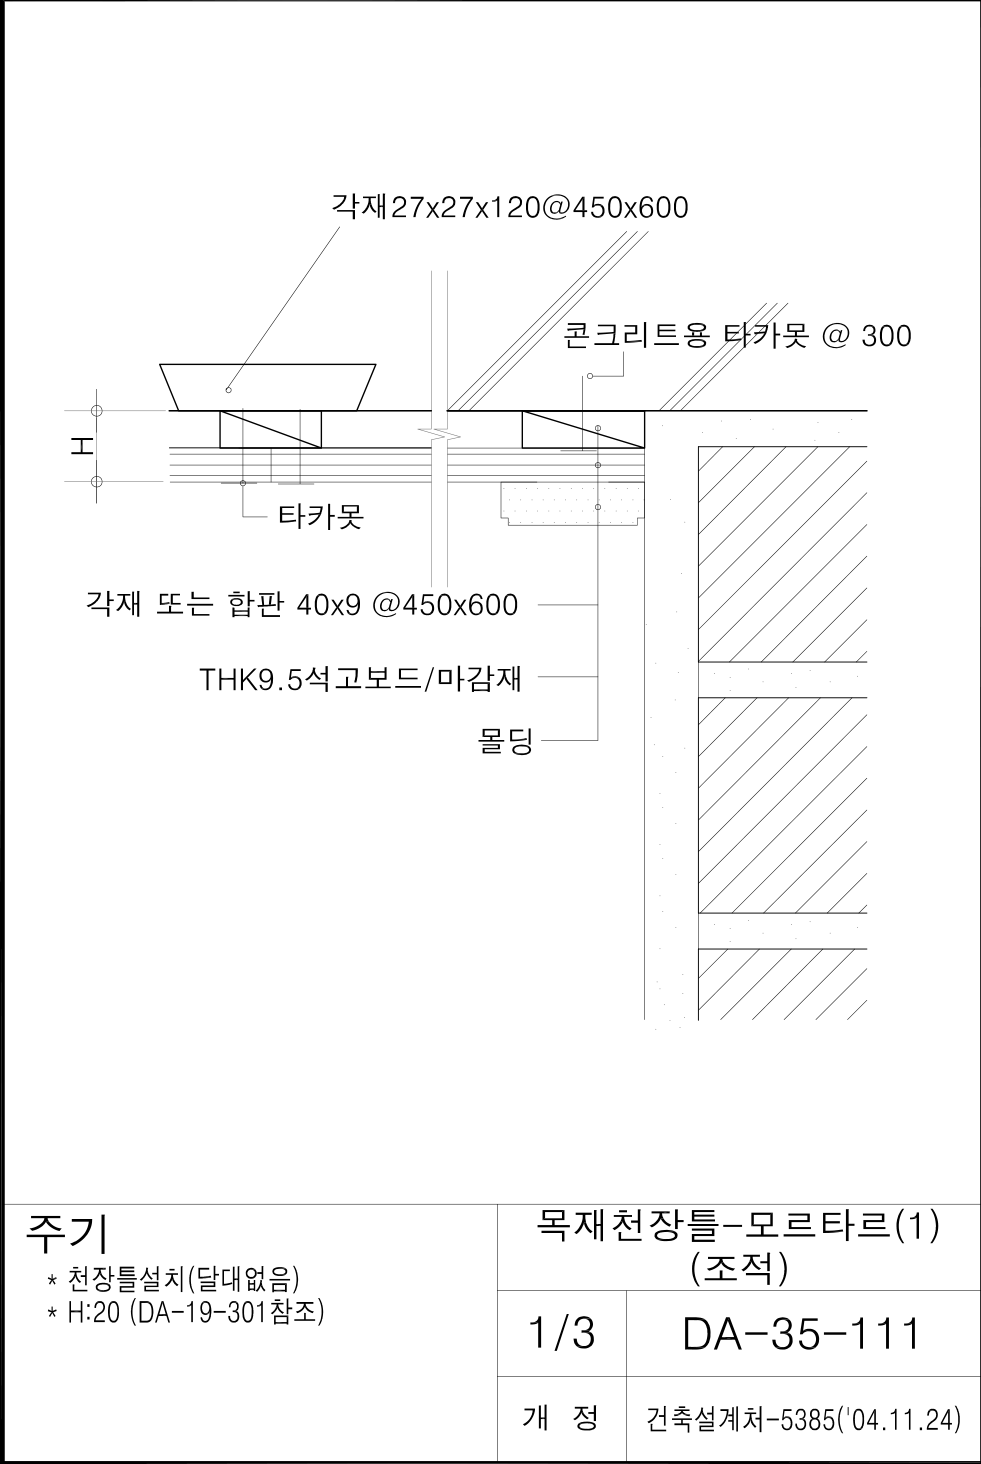 각재27x27x120@450x600
콘크리트용 타카못 @ 300
H
타카못
각재 또는 합판 40x9 @450x600
THK9.5석고보드/마감재
몰딩
주기
* 천장틀설치(달대없음)
* H:20 (DA-19-301참조)
목재천장틀-모르타르(1)
(조적)
1/3
DA-35-111
개 정
건축설계처-5385('04.11.24)